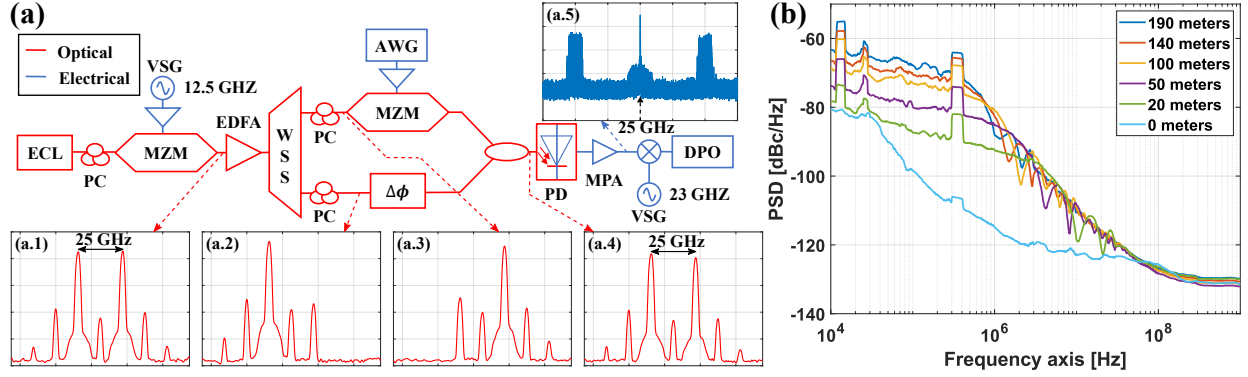 (a)
Optical
Electrical
VSG
12.5 GHZ
AWG
(a.5)
25 GHz
ECL
PC
MZM
EDFA
W
S
S
PC
MZM
PC
Δϕ
PD
MPA
DPO
23 GHZ
VSG
(a.1)
25 GHz
(a.2)
(a.3)
(a.4)
25 GHz
(b)
190 meters
140 meters
100 meters
50 meters
20 meters
0 meters
PSD [dBc/Hz]
-60
-80
-100
-120
-140
10^4
10^6
10^8
Frequency axis [Hz]